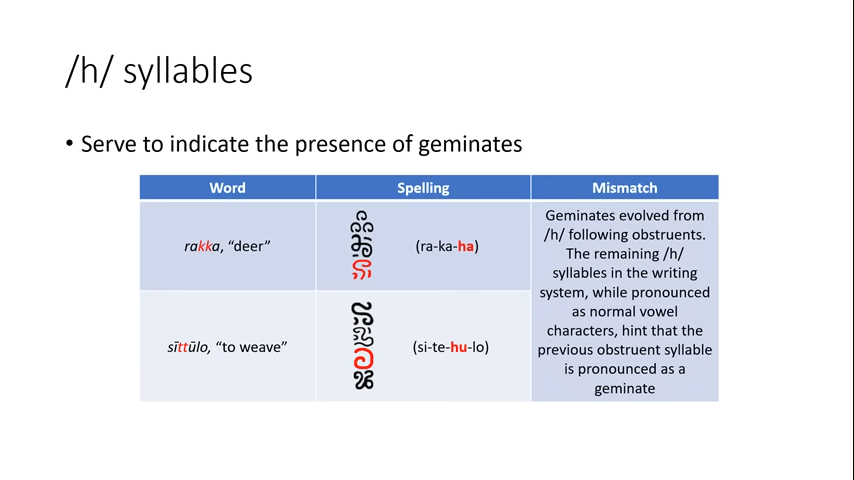 /h/ syllables
• Serve to indicate the presence of geminates
Word Spelling Mismatch
rakka, “deer”
(ra-ka-ha)
sīttūlo, “to weave”
(si-te-hu-lo)
Geminates evolved from
/h/ following obstruents.
The remaining /h/
syllables in the writing
system, while pronounced
as normal vowel
characters, hint that the
previous obstruent syllable
is pronounced as a
geminate